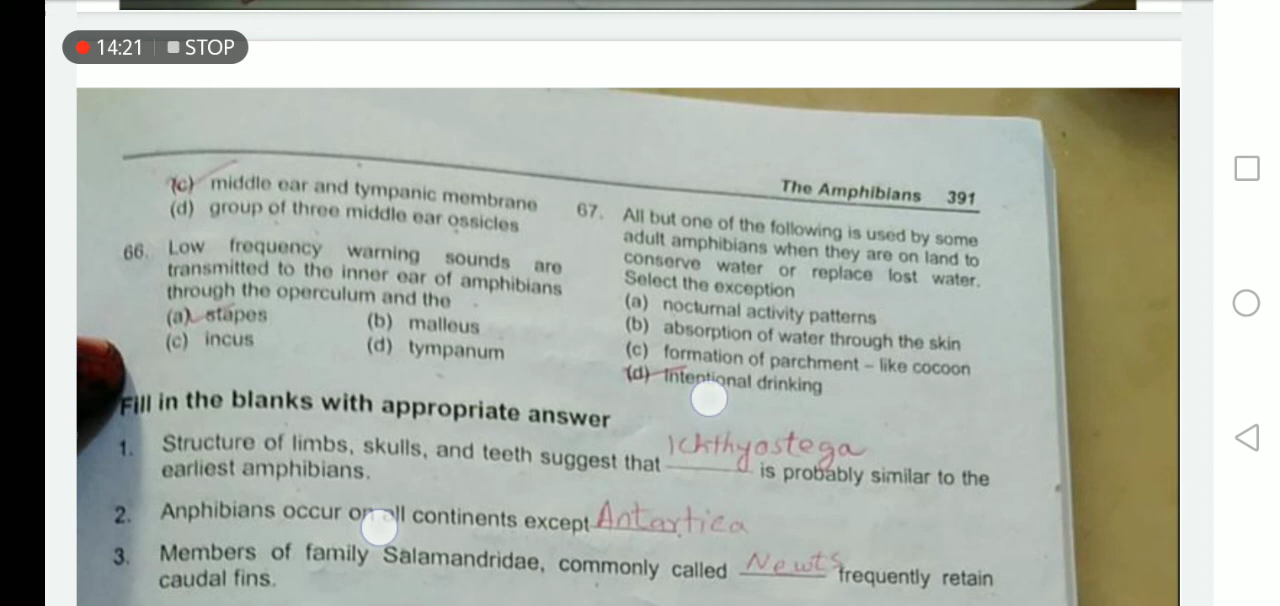 14:21 STOP
The Amphibians 391
(c) middle ear and tympanic membrane
(d) group of three middle ear ossicles
66. Low frequency warning sounds are
transmitted to the inner ear of amphibians
through the operculum and the
(a) stapes (b) malleus
(c) incus (d) tympanum
67. All but one of the following is used by some
adult amphibians when they are on land to
conserve water or replace lost water.
Select the exception
(a) nocturnal activity patterns
(b) absorption of water through the skin
(c) formation of parchment – like cocoon
(d) Intentional drinking
Fill in the blanks with appropriate answer
1. Structure of limbs, skulls, and teeth suggest that Ickthyostega is probably similar to the
earliest amphibians.
2. Anphibians occur on all continents except Antartica
3. Members of family Salamandridae, commonly called Newts frequently retain
caudal fins.